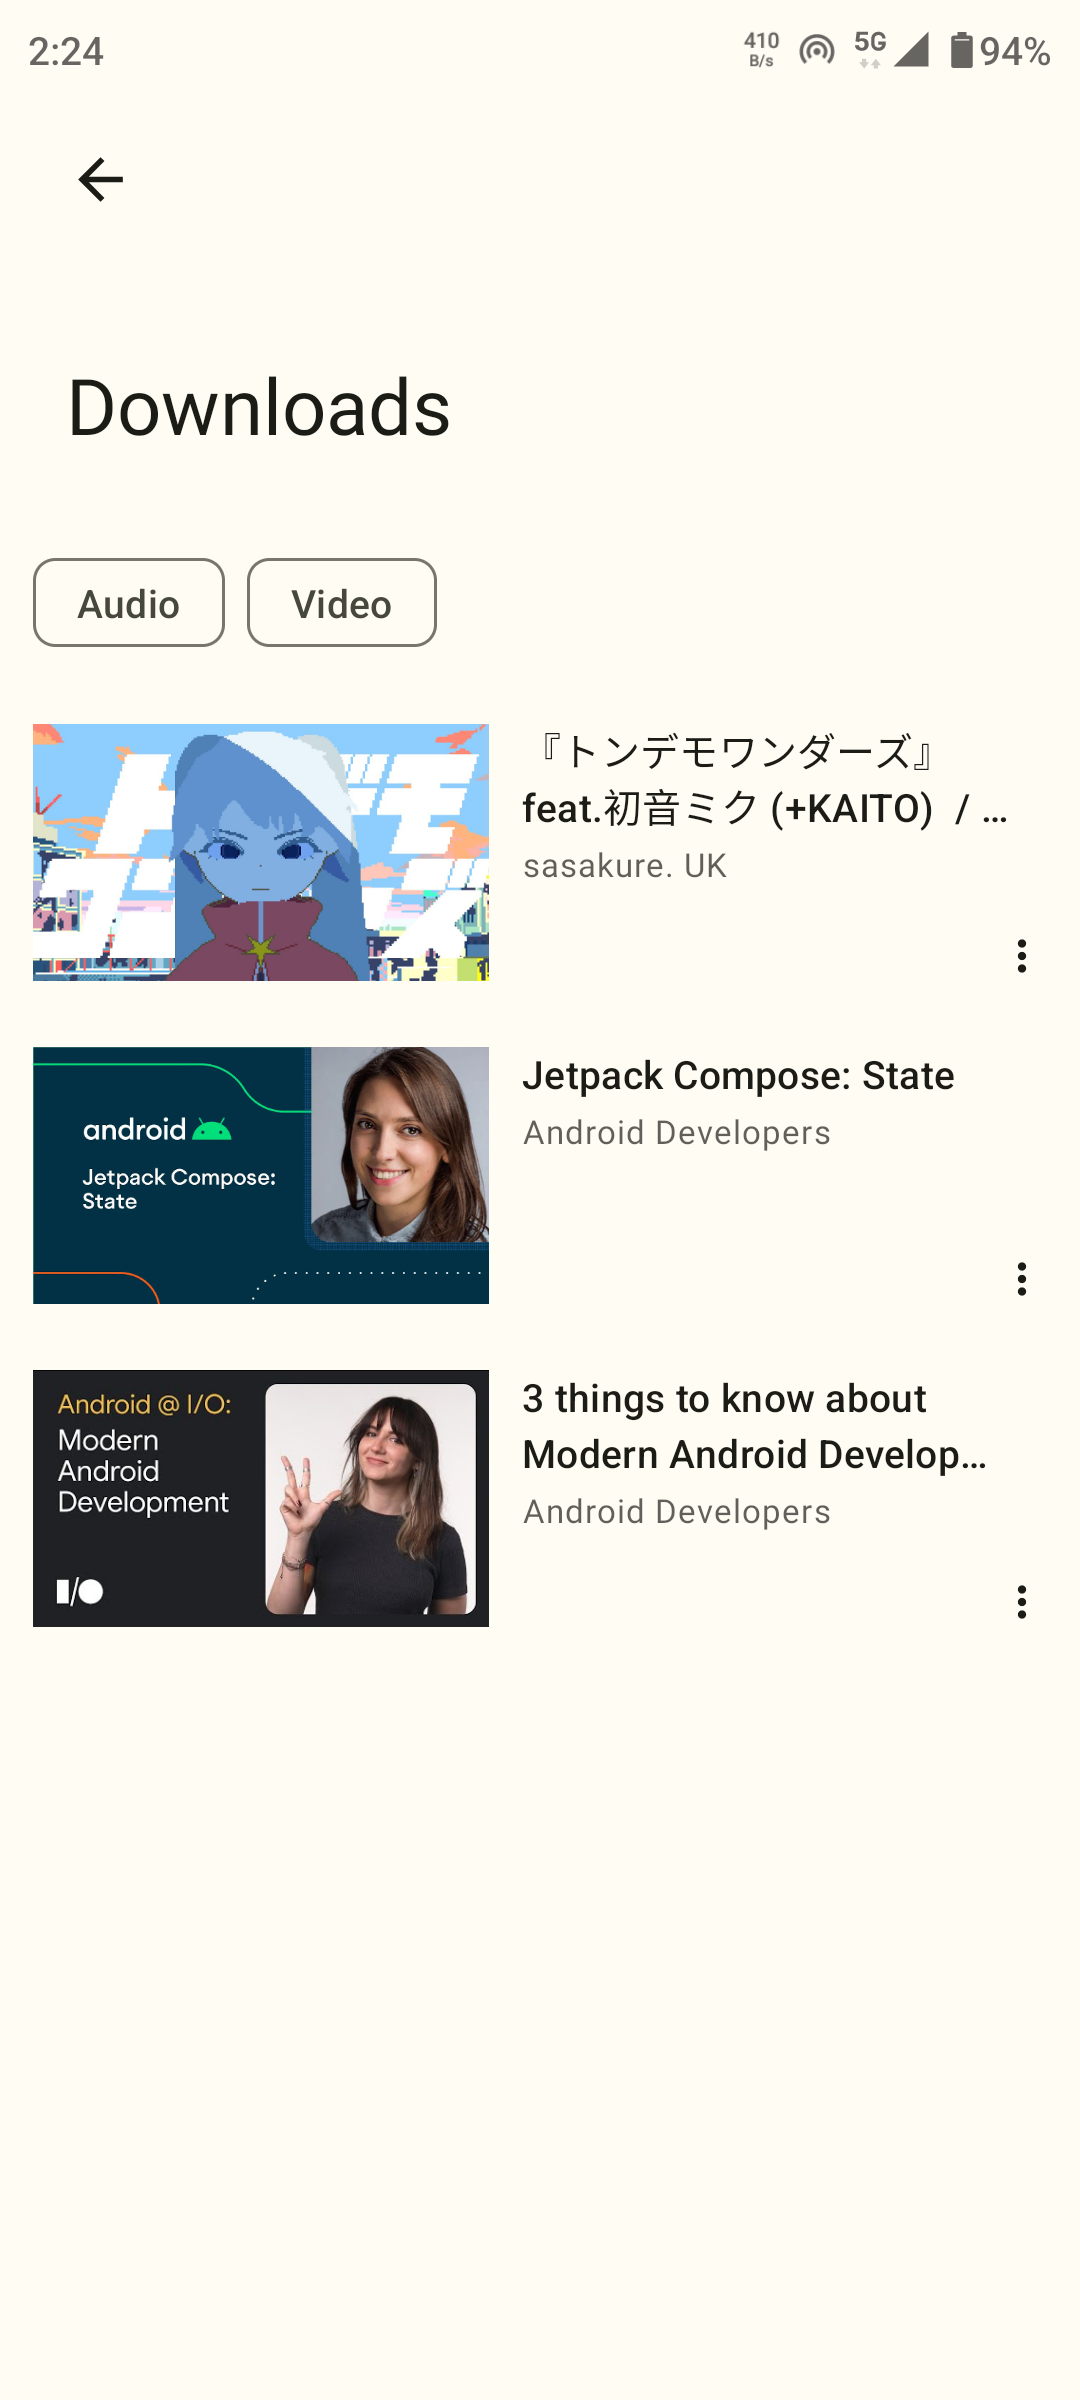 2:24
410
B/s
5G
94%
Downloads
Audio
Video
『トンデモワンダーズ』
feat.初音ミク (+KAITO) / …
sasakure. UK
android
Jetpack Compose:
State
Jetpack Compose: State
Android Developers
Android @ I/O:
Modern
Android
Development
I/O
3 things to know about
Modern Android Develop…
Android Developers